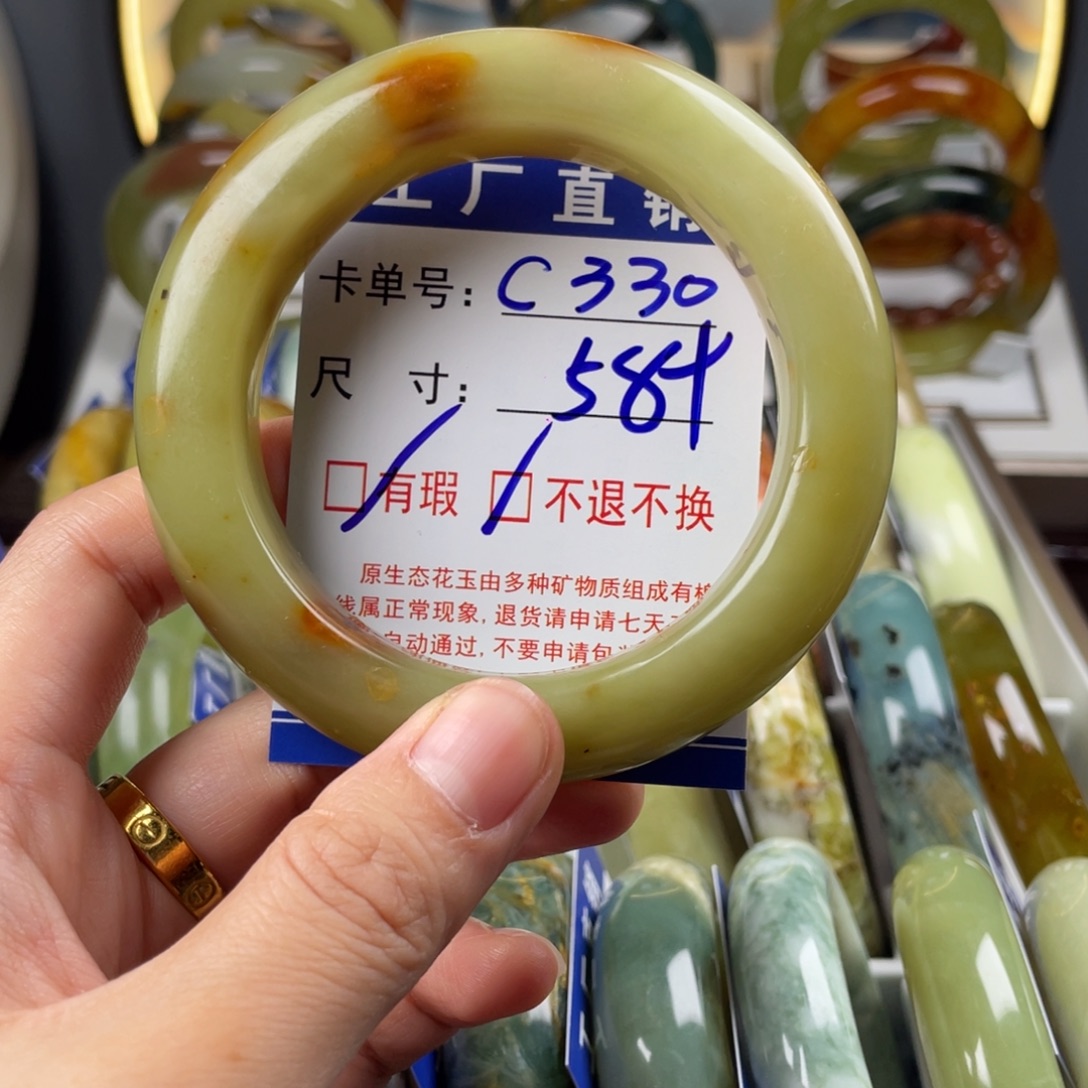 工厂直销
卡单号: C330
尺 寸: 584
有瑕 不退不换
原生态花玉由多种矿物质组成有棉
线属正常现象, 退货请申请七天
自动通过, 不要申请包